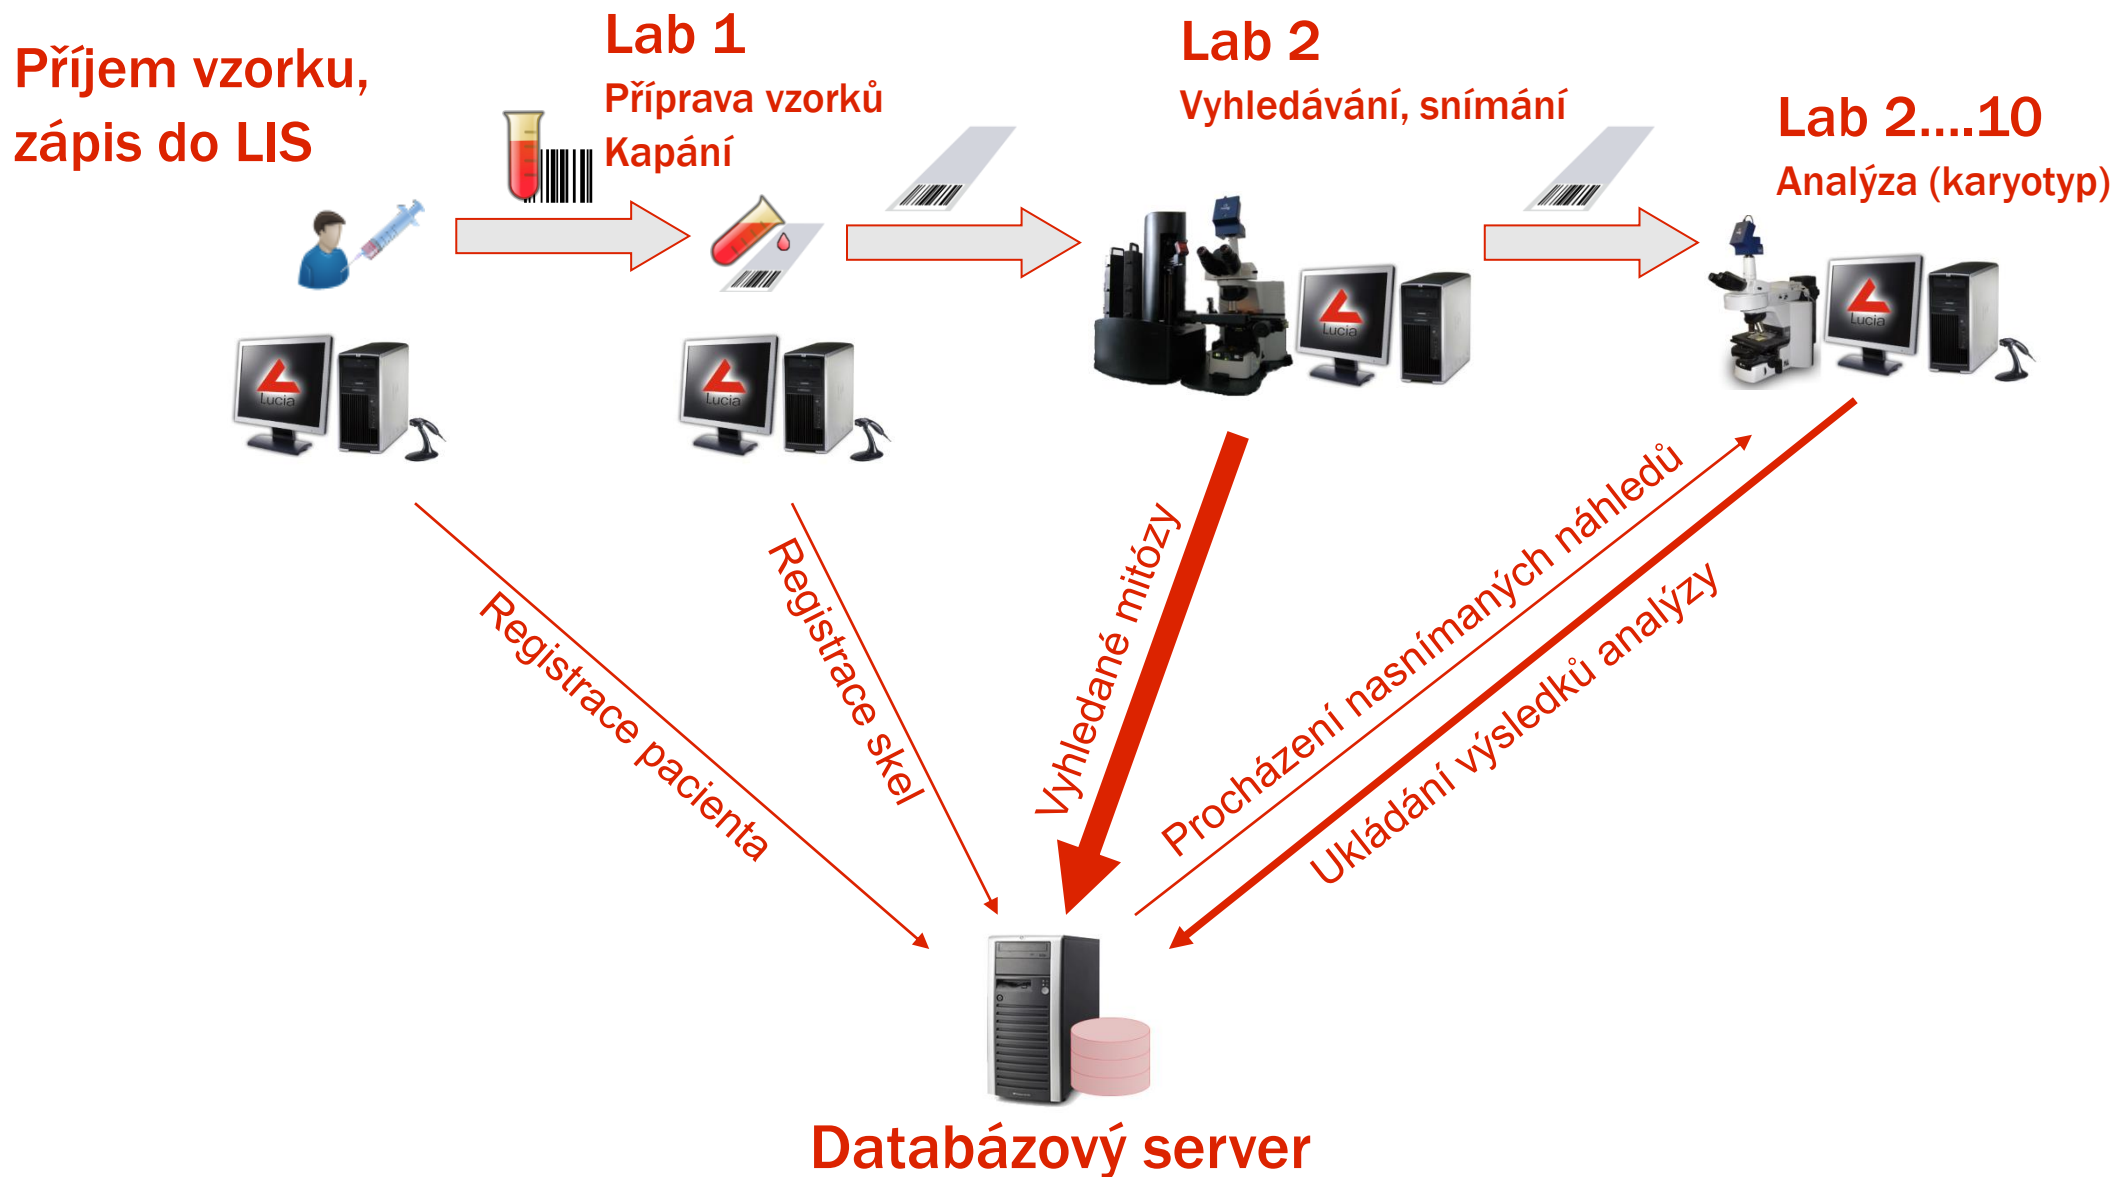 Příjem vzorku,
zápis do LIS
Lab 1
Příprava vzorků
Kapání
Lab 2
Vyhledávání, snímání
Lab 2....10
Analýza (karyotyp)
Lucia
Lucia
Lucia
Lucia
Registrace pacienta
Registrace skel
Vyhledané mitózy
Procházení nasnímaných náhledů
Ukládání výsledků analýzy
Databázový server